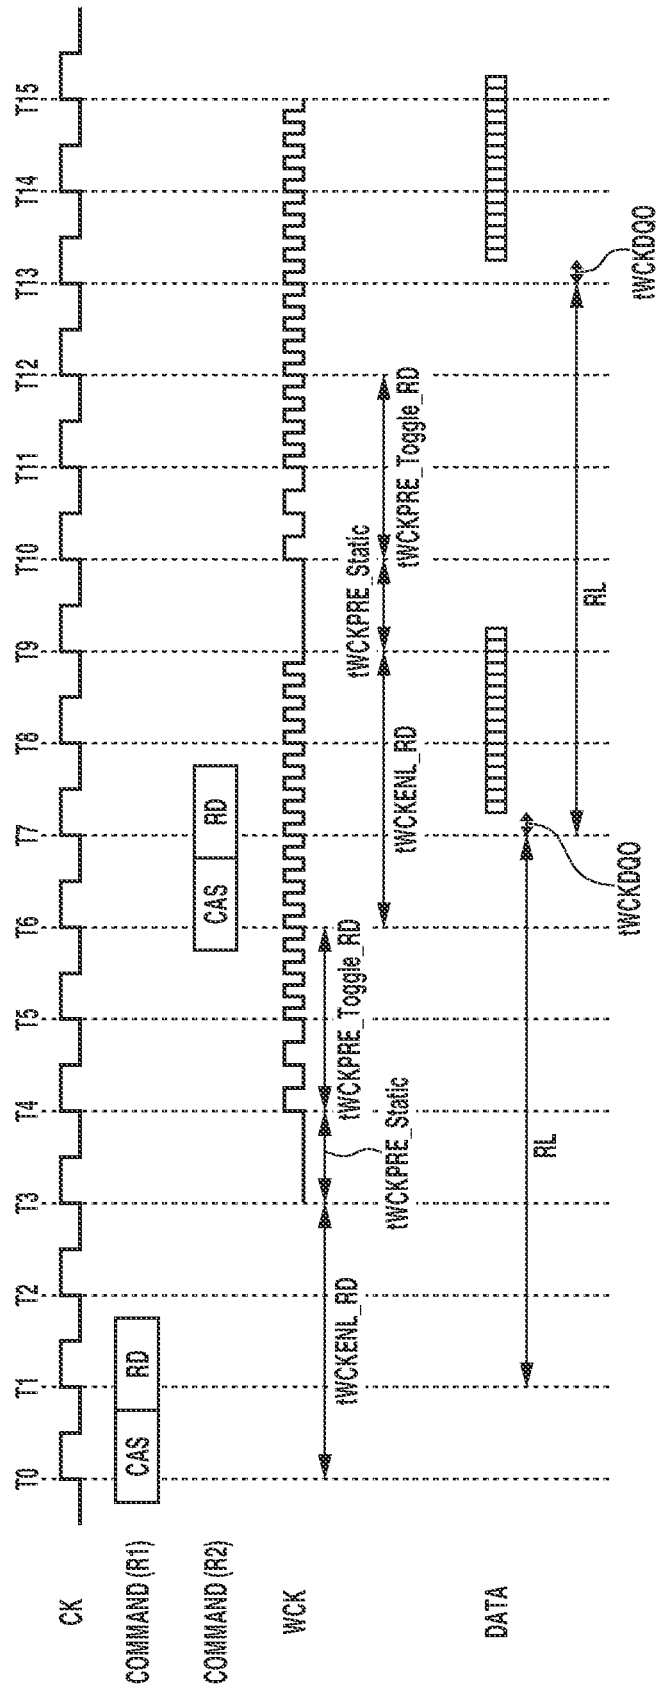 T0 T1 T2 T3 T4 T5 T6 T7 T8 T9 T10 T11 T12 T13 T14 T15
CK
COMMAND (R1) CAS RD
COMMAND (R2) CAS RD
WCK
tWCKENL_RD tWCKPRE_Toggle_RD
tWCKPRE_Static
tWCKPRE_Static
tWCKENL_RD tWCKPRE_Toggle_RD
DATA
RL
RL
tWCKDQO
tWCKDQO